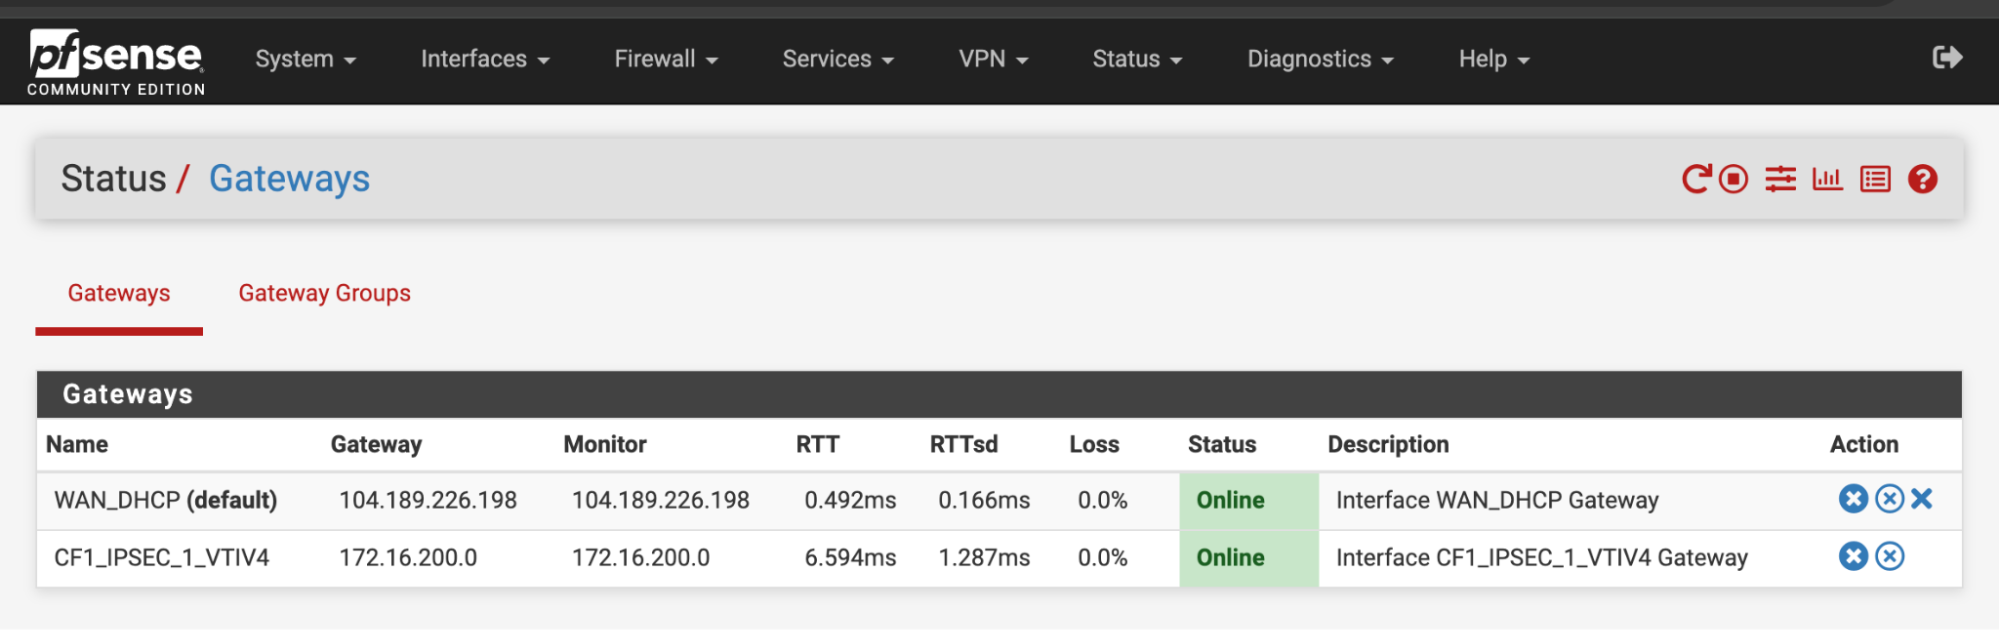 pfsense
COMMUNITY EDITION
System Interfaces Firewall Services VPN Status Diagnostics Help
Status / Gateways
Gateways Gateway Groups
Gateways
Name Gateway Monitor RTT RTTsd Loss Status Description Action
WAN_DHCP (default) 104.189.226.198 104.189.226.198 0.492ms 0.166ms 0.0% Online Interface WAN_DHCP Gateway
CF1_IPSEC_1_VTIV4 172.16.200.0 172.16.200.0 6.594ms 1.287ms 0.0% Online Interface CF1_IPSEC_1_VTIV4 Gateway